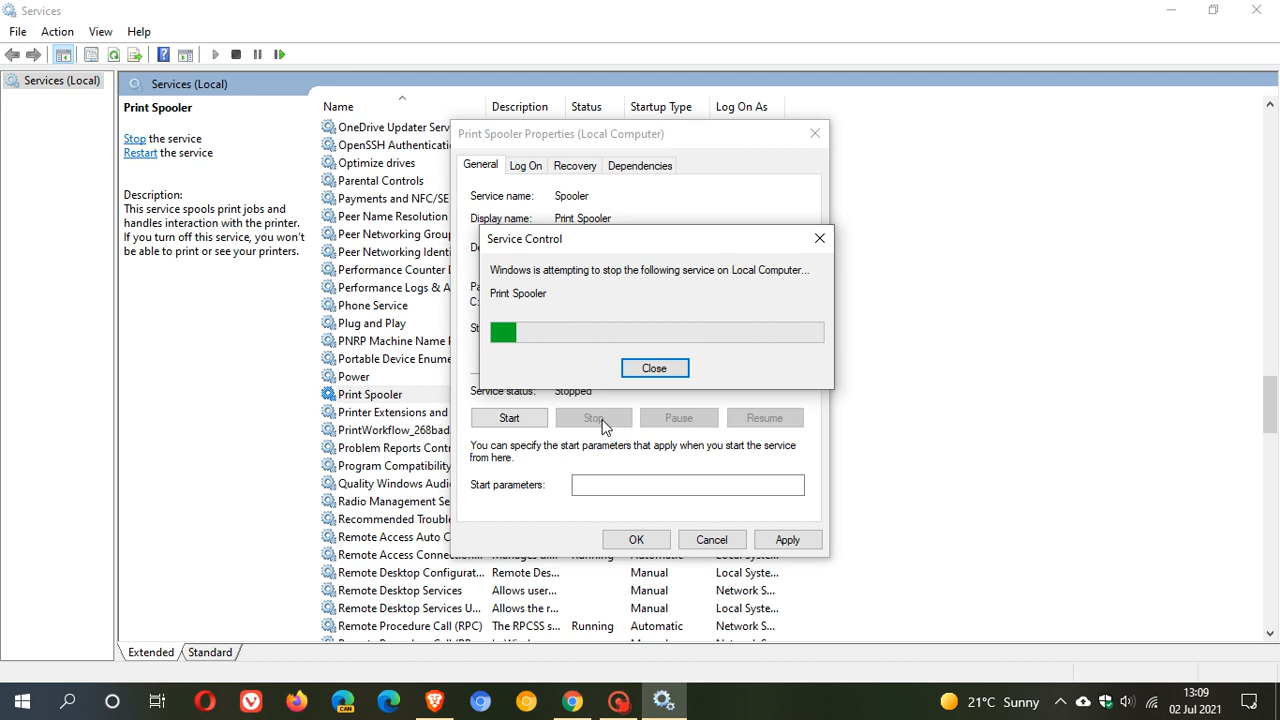 Services
File Action View Help
Services (Local)
Services (Local)
Print Spooler
Stop the service
Restart the service
Description:
This service spools print jobs and
handles interaction with the printer.
If you turn off this service, you won't
be able to print or see your printers.
Name Description Status Startup Type Log On As
OneDrive Updater Serv
OpenSSH Authenticati
Optimize drives
Parental Controls
Payments and NFC/SE
Peer Name Resolution
Peer Networking Grou
Peer Networking Identi
Performance Counter D
Performance Logs & A
Phone Service
Plug and Play
PNRP Machine Name P
Portable Device Enume
Power
Print Spooler
Printer Extensions and
PrintWorkflow_268bad
Problem Reports Contr
Program Compatibility
Quality Windows Audi
Radio Management Se
Recommended Troubl
Remote Access Auto C
Remote Access Connection... Manages di... Running Automatic Local Syste...
Remote Desktop Configurat... Remote Des... Manual Local Syste...
Remote Desktop Services Allows user... Manual Network S...
Remote Desktop Services U... Allows the r... Manual Local Syste...
Remote Procedure Call (RPC) The RPCSS s... Running Automatic Network S...
Print Spooler Properties (Local Computer)
General Log On Recovery Dependencies
Service name: Spooler
Display name: Print Spooler
Service Control
Windows is attempting to stop the following service on Local Computer...
Print Spooler
Close
Service status: Stopped
Start Stop Pause Resume
You can specify the start parameters that apply when you start the service
from here.
Start parameters:
OK Cancel Apply
Extended Standard
CAN
21°C Sunny
13:09
02 Jul 2021